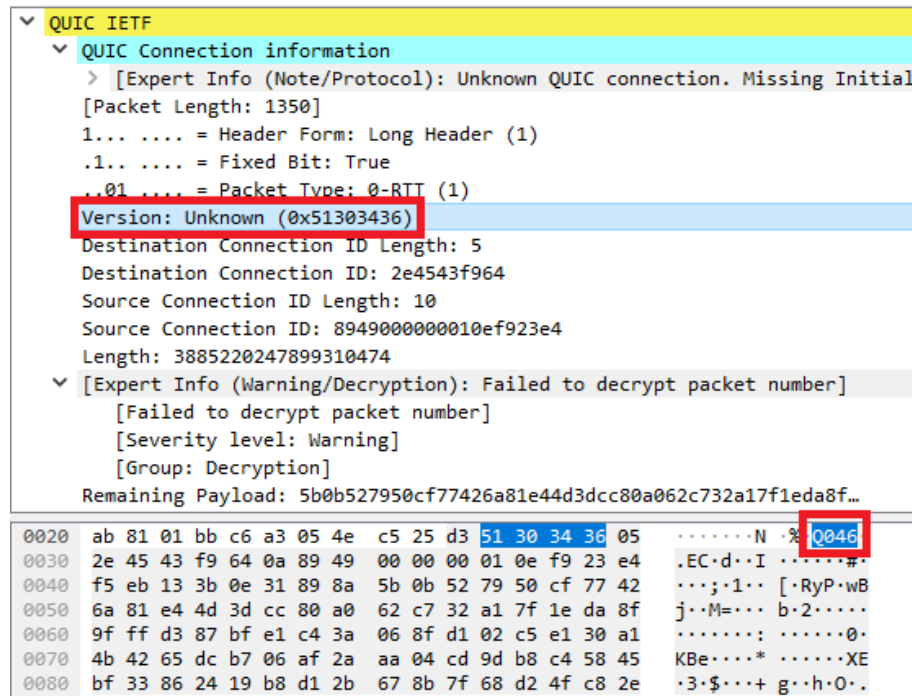 QUIC IETF
QUIC Connection information
[Expert Info (Note/Protocol): Unknown QUIC connection. Missing Initial
[Packet Length: 1350]
1... .... = Header Form: Long Header (1)
.1.. .... = Fixed Bit: True
..01 .... = Packet Type: 0-RTT (1)
Version: Unknown (0x51303436)
Destination Connection ID Length: 5
Destination Connection ID: 2e4543f964
Source Connection ID Length: 10
Source Connection ID: 8949000000010ef923e4
Length: 3885220247899310474
[Expert Info (Warning/Decryption): Failed to decrypt packet number]
[Failed to decrypt packet number]
[Severity level: Warning]
[Group: Decryption]
Remaining Payload: 5b0b527950cf77426a81e44d3dcc80a062c732a17f1eda8f…
0020 ab 81 01 bb c6 a3 05 4e c5 25 d3 51 30 34 36 05 ·······N ·%·Q046·
0030 2e 45 43 f9 64 0a 89 49 00 00 00 01 0e f9 23 e4 .EC·d··I ······#·
0040 f5 eb 13 3b 0e 31 89 8a 5b 0b 52 79 50 cf 77 42 ···;·1·· [·RyP·wB
0050 6a 81 e4 4d 3d cc 80 a0 62 c7 32 a1 7f 1e da 8f j··M=··· b·2·····
0060 9f ff d3 87 bf e1 c4 3a 06 8f d1 02 c5 e1 30 a1 ·······: ······0·
0070 4b 42 65 dc b7 06 af 2a aa 04 cd 9d b8 c4 58 45 KBe····* ······XE
0080 bf 33 86 24 19 b8 d1 2b 67 8b 7f 68 d2 4f c8 2e ·3·$···+ g··h·O·.